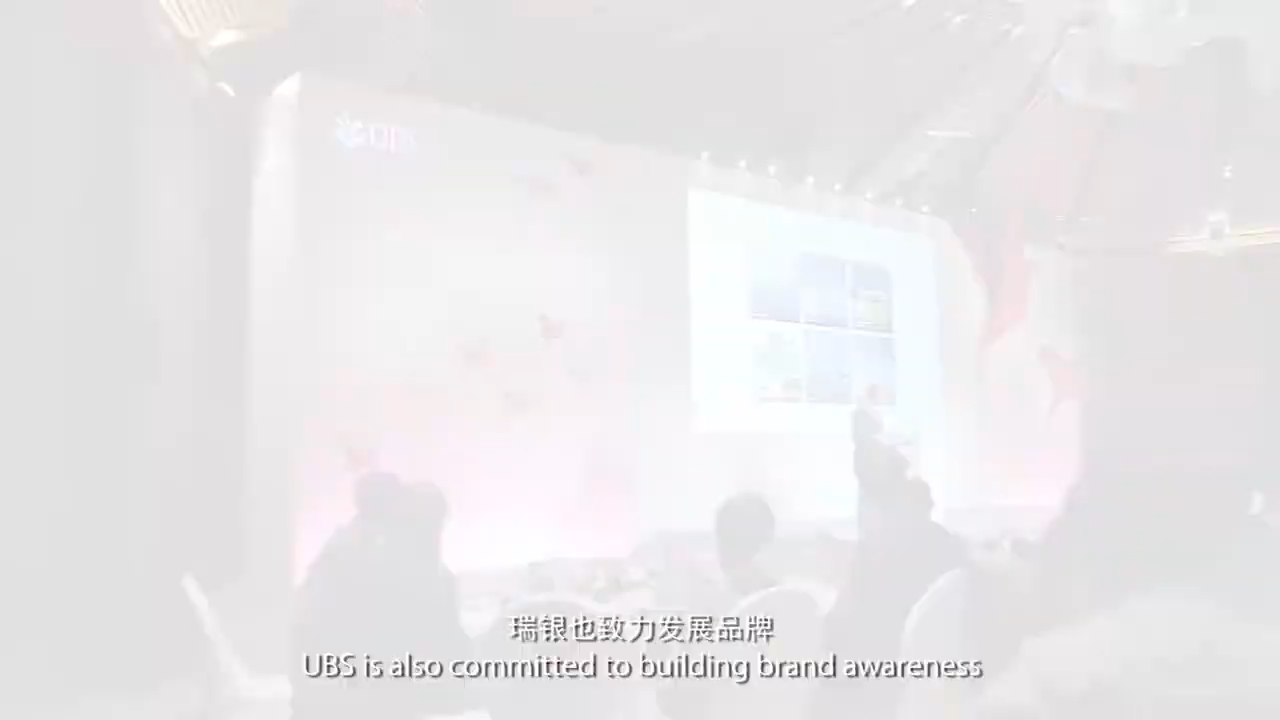 UBS
瑞银也致力发展品牌
UBS is also committed to building brand awareness